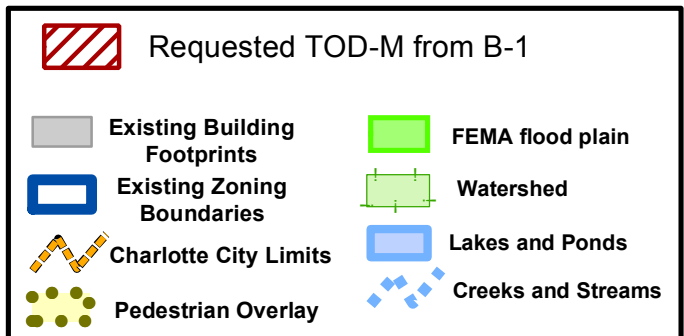 Requested TOD-M from B-1
Existing Building
Footprints
Existing Zoning
Boundaries
Charlotte City Limits
Pedestrian Overlay
FEMA flood plain
Watershed
Lakes and Ponds
Creeks and Streams